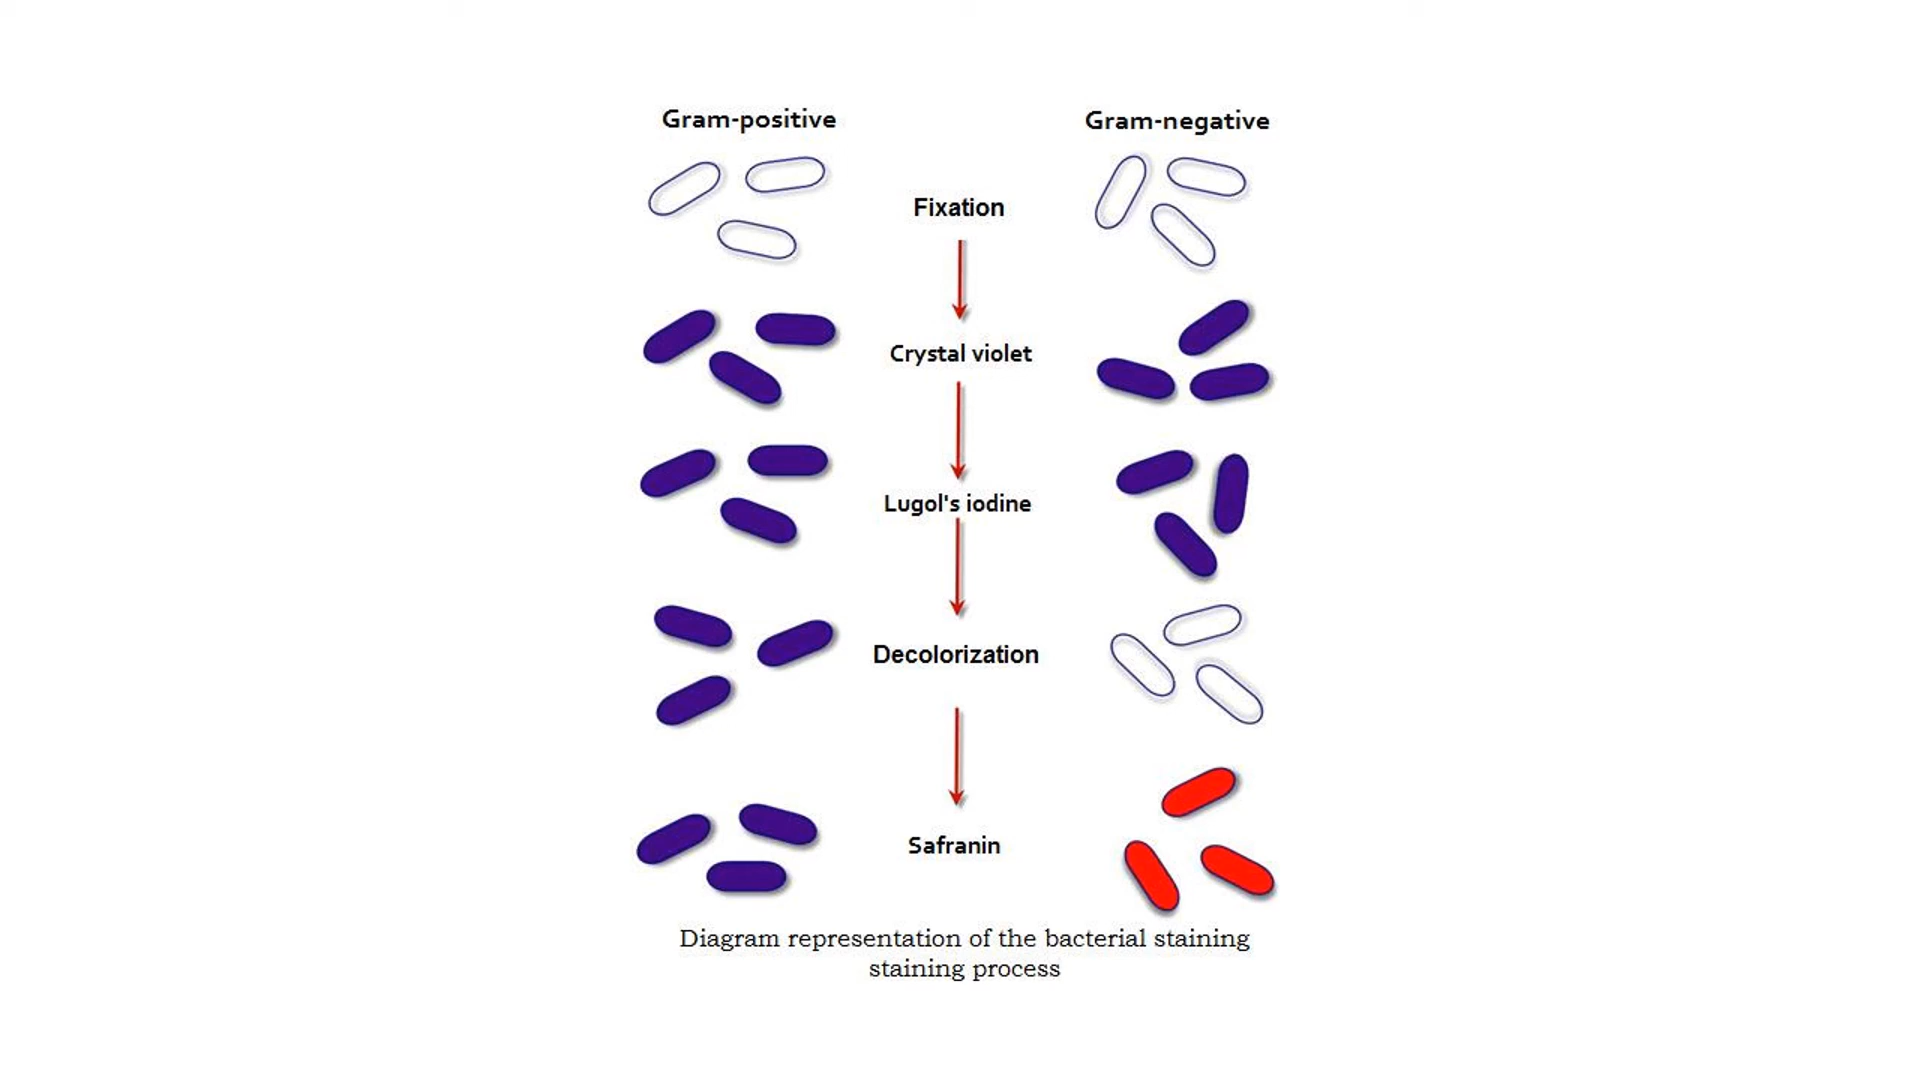 Gram-positive
Gram-negative
Fixation
Crystal violet
Lugol's iodine
Decolorization
Safranin
Diagram representation of the bacterial staining
staining process